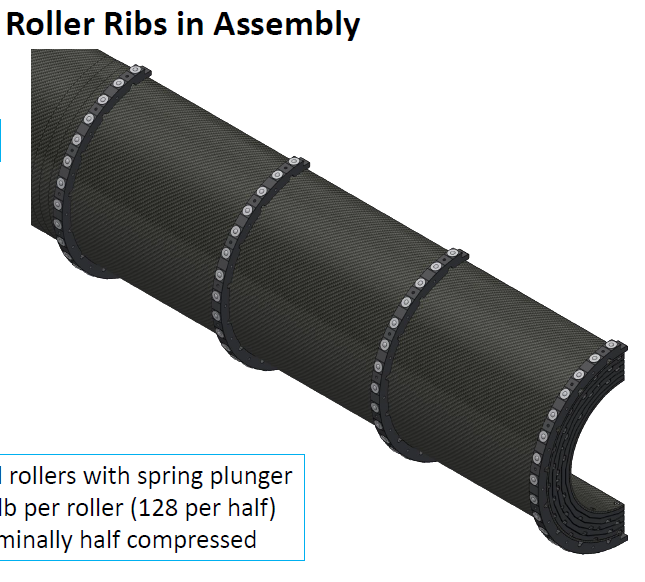 Roller Ribs in Assembly
rollers with spring plunger
lb per roller (128 per half)
minally half compressed